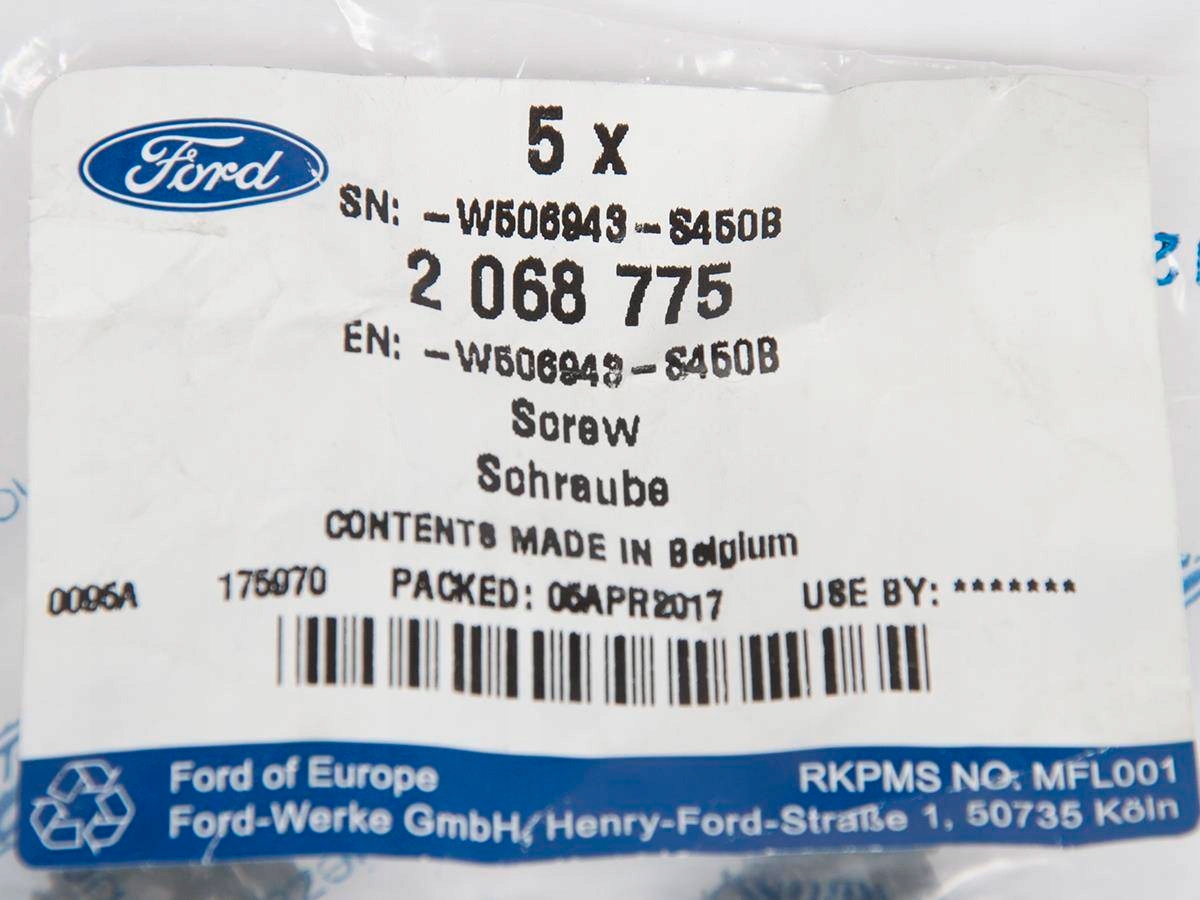 Ford
5 x
SN: -W506943-S450B
2 068 775
EN: -W506943-S450B
Screw
Schraube
CONTENTS MADE IN Belgium
0095A 175970 PACKED: 05APR2017 USE BY: *******
Ford of Europe RKPMS NO: MFL001
Ford-Werke GmbH, Henry-Ford-Straße 1, 50735 Köln